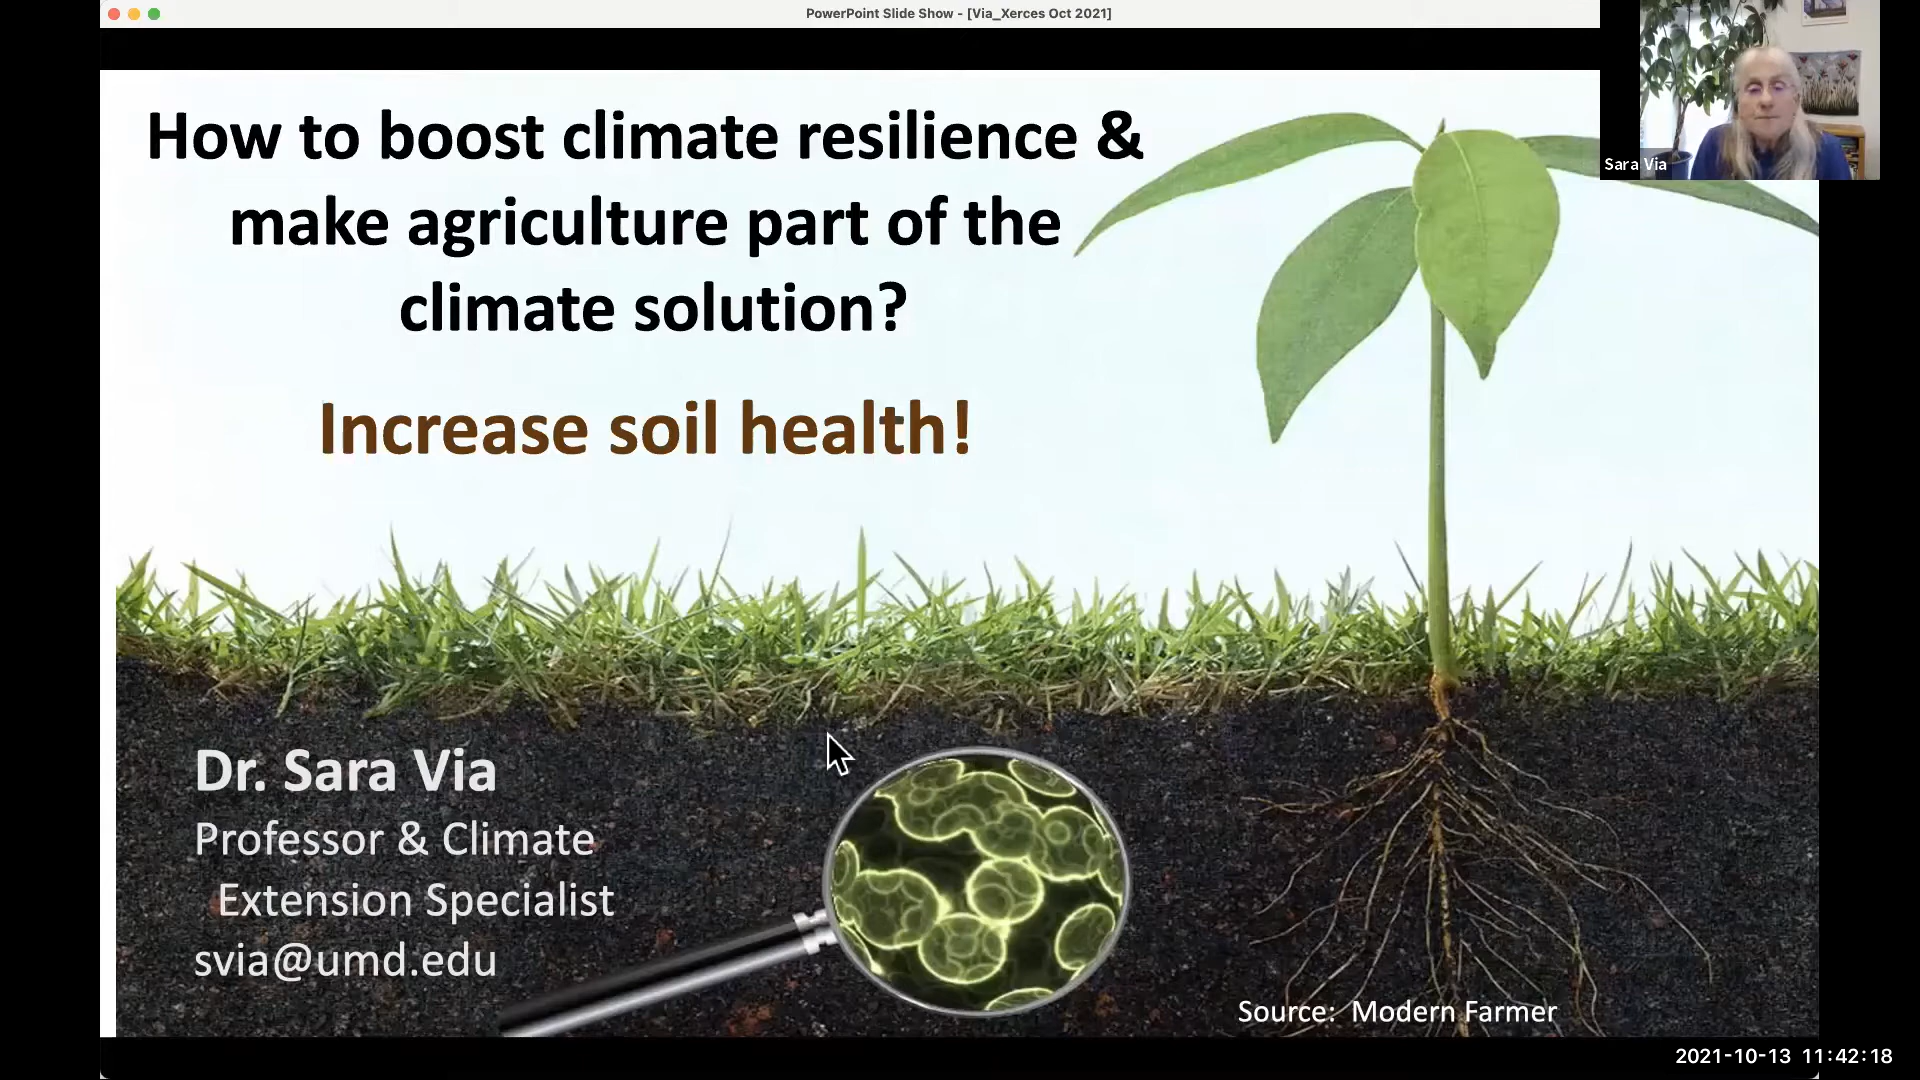 PowerPoint Slide Show - [Via_Xerces Oct 2021]
Sara Via
How to boost climate resilience &
make agriculture part of the
climate solution?
Increase soil health!
Dr. Sara Via
Professor & Climate
Extension Specialist
svia@umd.edu
Source: Modern Farmer
2021-10-13 11:42:18